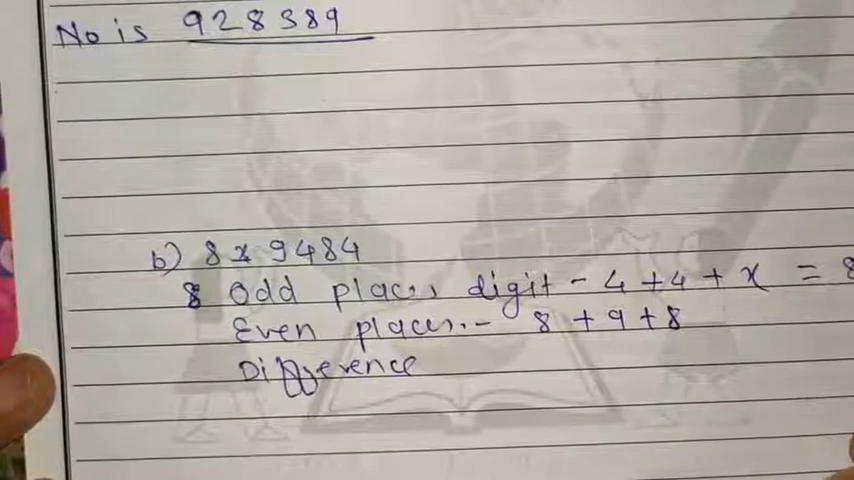 No is 928389
b) 8x9484
8 Odd places digit - 4 + 4 + x = 8
Even places.- 8 + 9 + 8
Difference